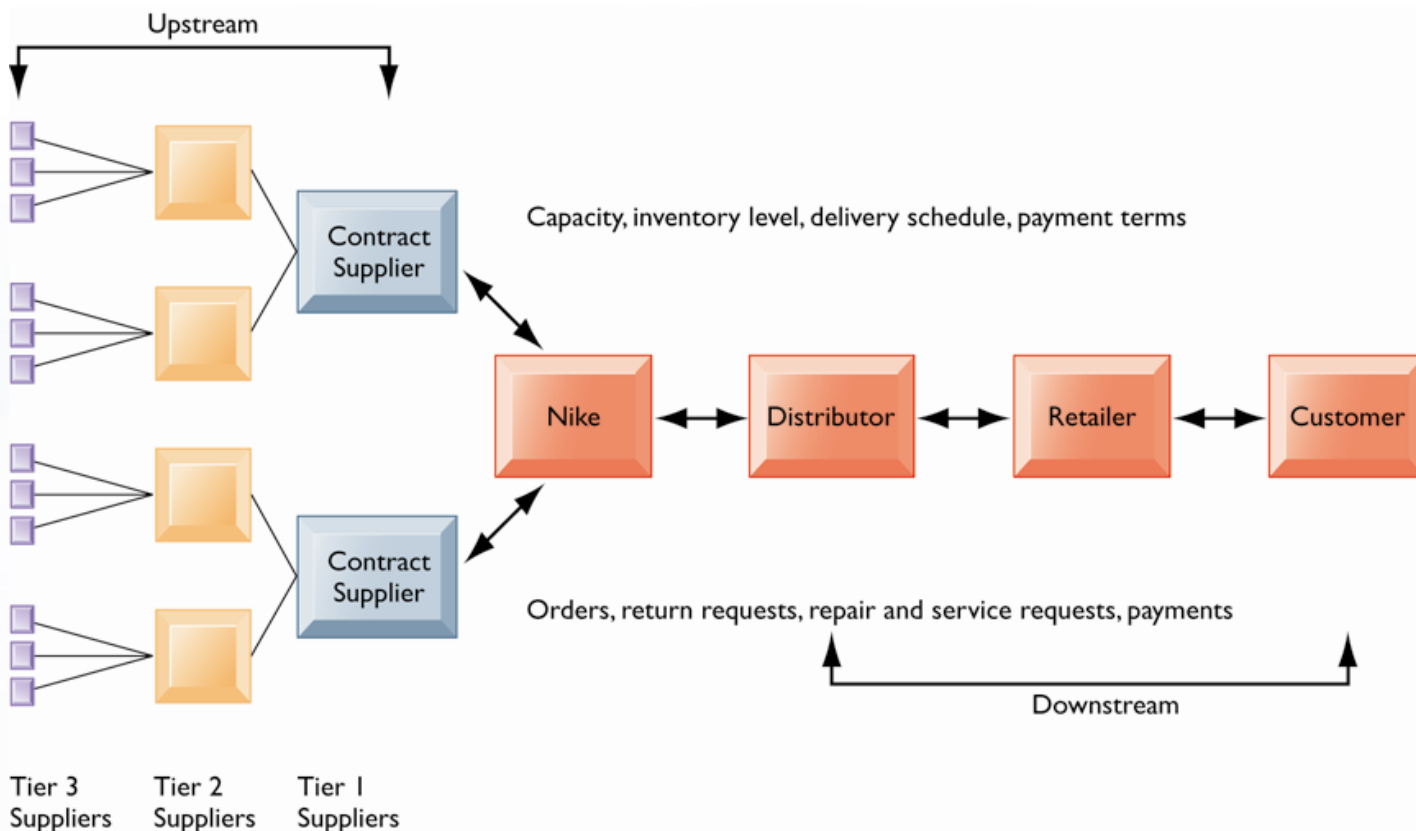 Upstream
Contract
Supplier
Capacity, inventory level, delivery schedule, payment terms
Nike
Distributor
Retailer
Customer
Contract
Supplier
Orders, return requests, repair and service requests, payments
Downstream
Tier 3
Suppliers
Tier 2
Suppliers
Tier 1
Suppliers